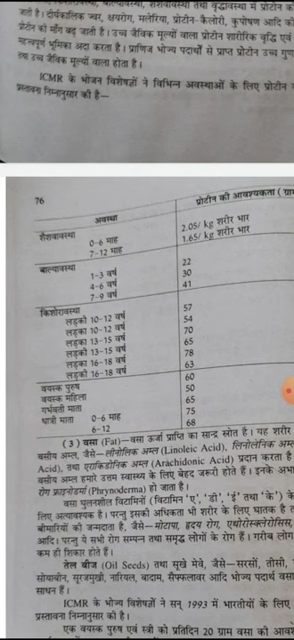 जाती है। दीर्घकालिक ज्वर, क्षयरोग, मलेरिया, प्रोटीन-कैलोरी, कुपोषण आदि की
प्रोटीन की माँग बढ़ जाती है। उच्च जैविक मूल्यों वाला प्रोटीन शारीरिक वृद्धि एवं
महत्त्वपूर्ण भूमिका अदा करता है। प्राणिज भोज्य पदार्थों से प्राप्त प्रोटीन उच्च गुण
तथा उच्च जैविक मूल्यों वाला होता है।
ICMR के भोजन विशेषज्ञों ने विभिन्न अवस्थाओं के लिए प्रोटीन
प्रस्तावना निम्नानुसार की है—
76
अवस्था प्रोटीन की आवश्यकता (ग्रा
शैशवावस्था
0-6 माह 2.05/ kg शरीर भार
7-12 माह 1.65/ kg शरीर भार
बाल्यावस्था
1-3 वर्ष 22
4-6 वर्ष 30
7-9 वर्ष 41
किशोरावस्था
लड़को 10-12 वर्ष 57
लड़की 10-12 वर्ष 54
लड़को 13-15 वर्ष 70
लड़की 13-15 वर्ष 65
लड़को 16-18 वर्ष 78
लड़की 16-18 वर्ष 63
वयस्क पुरुष 60
वयस्क महिला 50
गर्भवती माता 65
धात्री माता 0-6 माह 75
6-12 68
(3) वसा (Fat)—वसा ऊर्जा प्राप्ति का सान्द्र स्रोत है। यह शरीर
वसीय अम्ल, जैसे—लीनोलिक अम्ल (Linoleic Acid), लिनोलेनिक अम्ल
Acid), तथा एराकिडोनिक अम्ल (Arachidonic Acid) प्रदान करता है
वसीय अम्ल हमारे उत्तम स्वास्थ्य के लिए बेहद जरूरी होते हैं। इनके अभा
रोग फ्राइनोडर्मा (Phrynoderma) हो जाता है।
वसा घुलनशील विटामिनों (विटामिन 'ए', 'डी', 'ई' तथा 'के') के
लिए अत्यावश्यक है। परन्तु इसकी अधिकता भी शरीर के लिए घातक है
बीमारियों को जन्मदाता है, जैसे—मोटापा, हृदय रोग, एथीरोस्क्लेरोसिस,
आदि। परन्तु ये सभी रोग सम्पन्न तथा समृद्ध लोगों के रोग हैं। गरीब लोग
कम ही शिकार होते हैं।
तेल बीज (Oil Seeds) तथा सूखे मेवे, जैसे—सरसों, तीसी,
सोयाबीन, सूरजमुखी, नारियल, बादाम, सैफ्फलावर आदि भोज्य पदार्थ वसा
साधन हैं।
ICMR के भोज्य विशेषज्ञों ने सन् 1993 में भारतीयों के लिए
प्रस्तावना निम्नानुसार की है।
एक वयस्क पुरुष एवं स्त्री को प्रतिदिन 20 ग्राम वसा की आवश